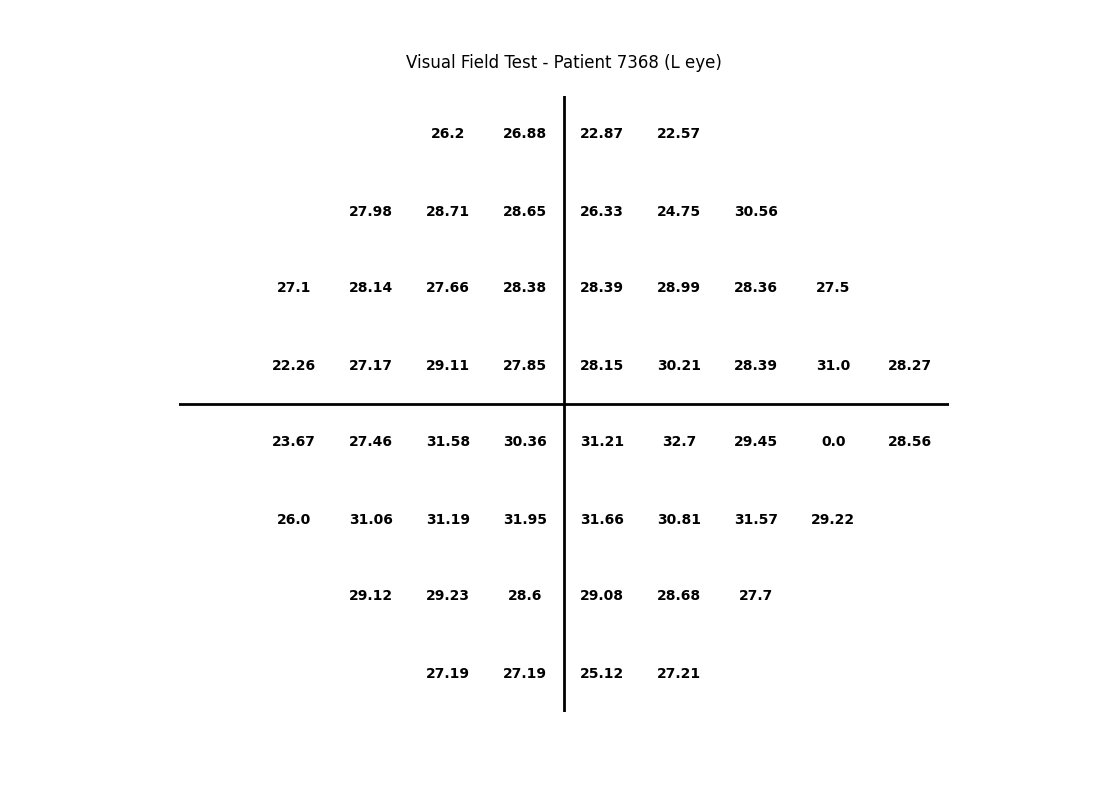 Visual Field Test - Patient 7368 (L eye)
26.2 26.88 22.87 22.57
27.98 28.71 28.65 26.33 24.75 30.56
27.1 28.14 27.66 28.38 28.39 28.99 28.36 27.5
22.26 27.17 29.11 27.85 28.15 30.21 28.39 31.0 28.27
23.67 27.46 31.58 30.36 31.21 32.7 29.45 0.0 28.56
26.0 31.06 31.19 31.95 31.66 30.81 31.57 29.22
29.12 29.23 28.6 29.08 28.68 27.7
27.19 27.19 25.12 27.21